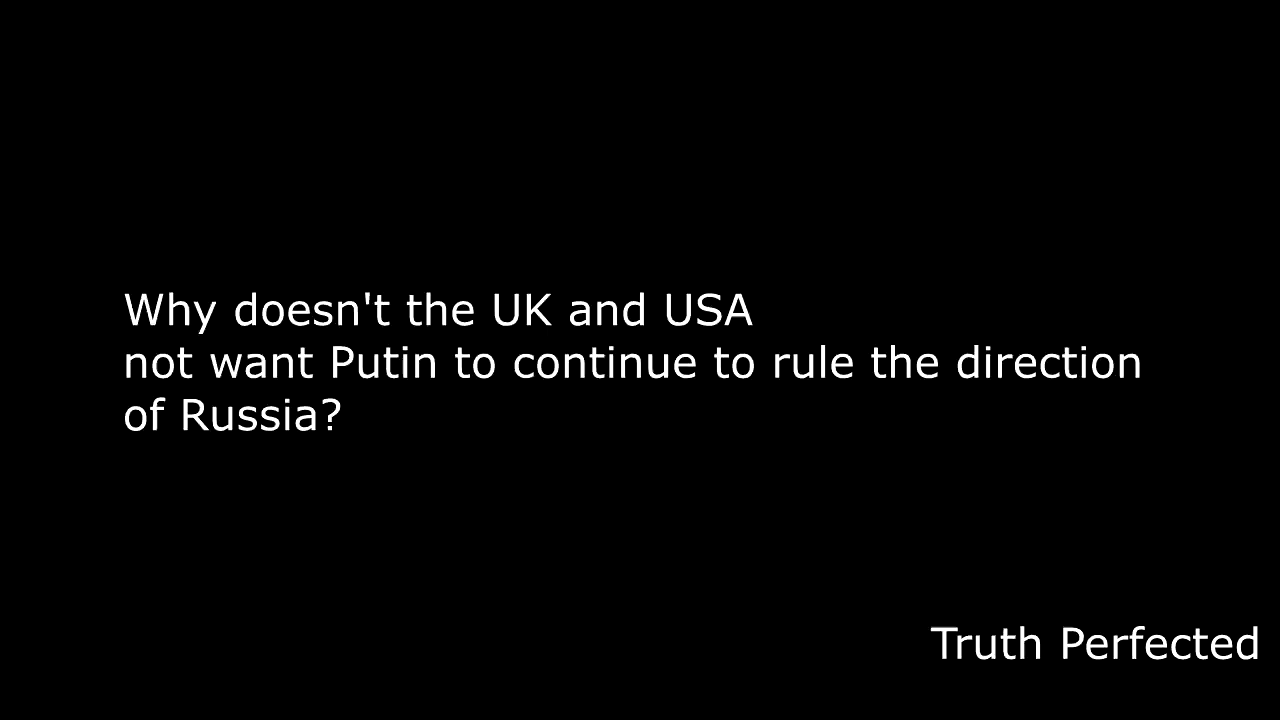 Why doesn't the UK and USA
not want Putin to continue to rule the direction
of Russia?
Truth Perfected